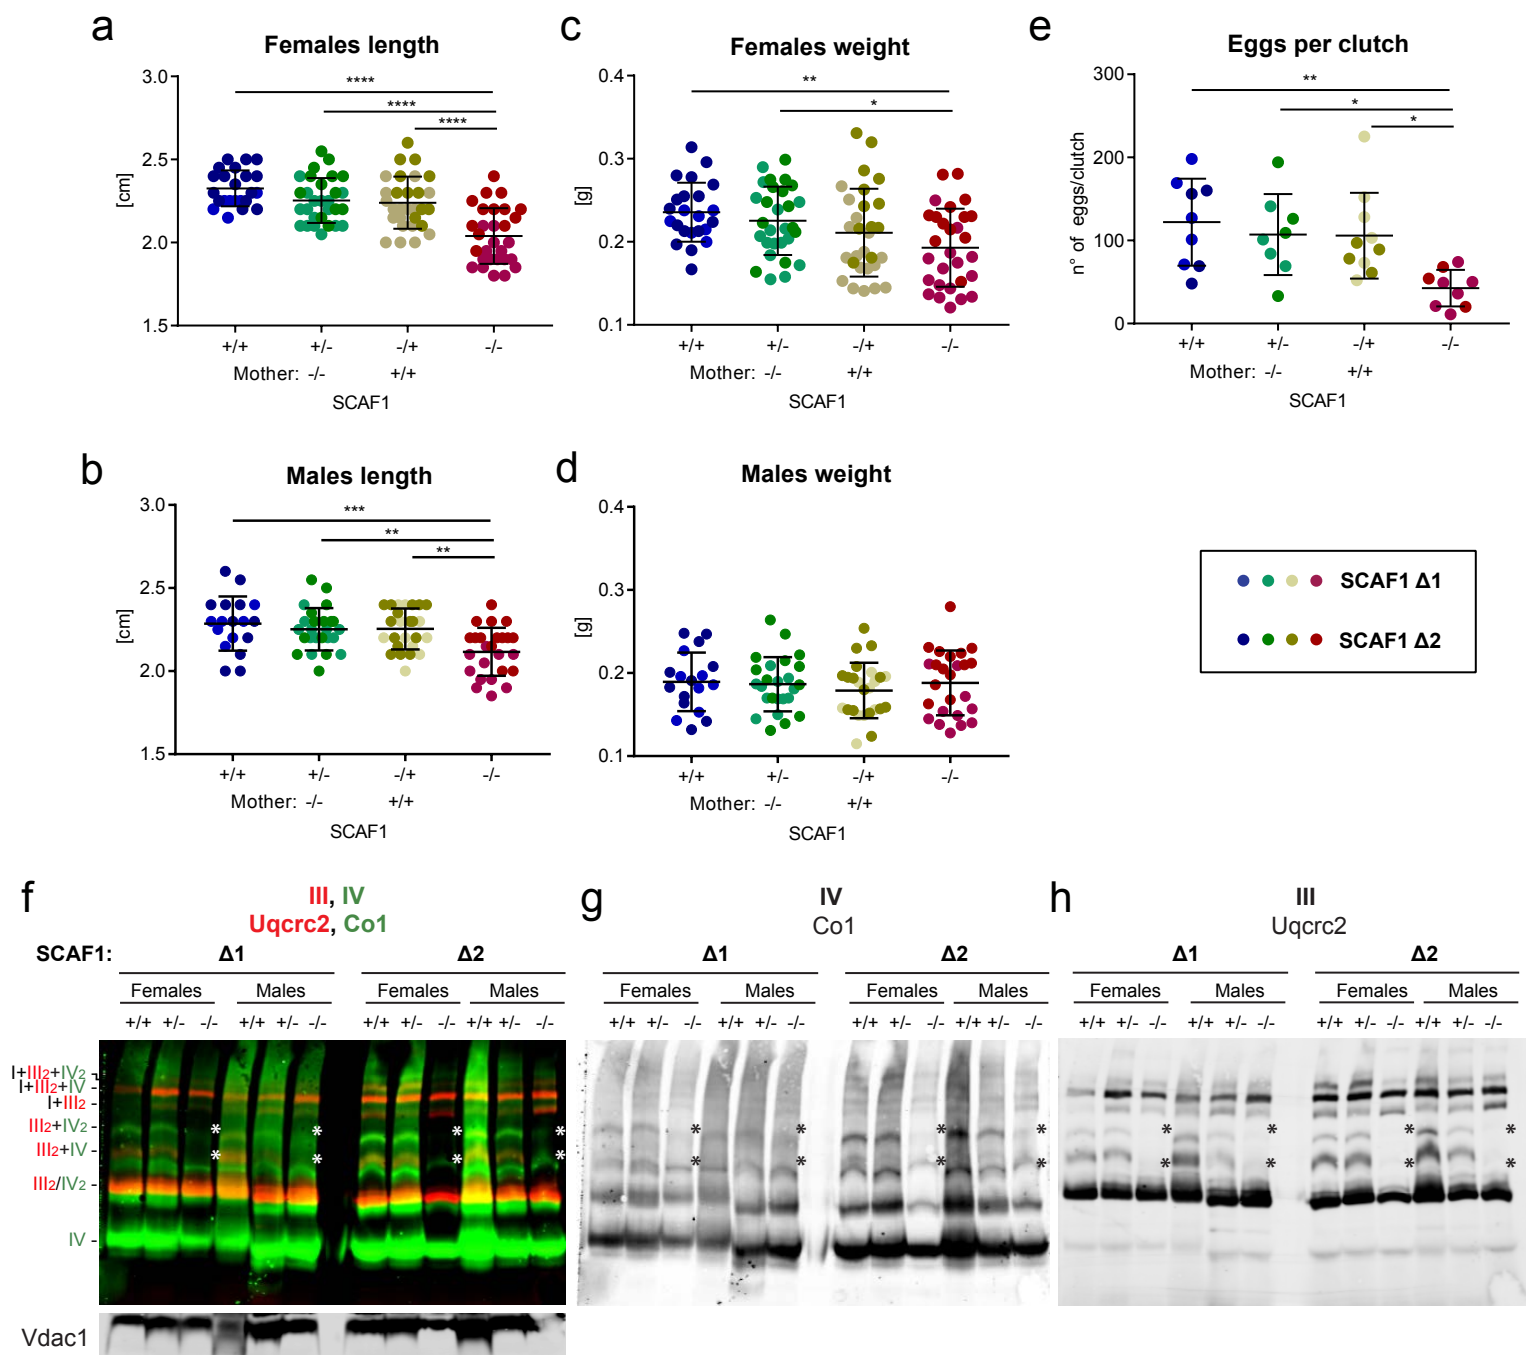 a
Females length
3.0
2.5
2.0
1.5
[cm]
****
****
****
+/+ +/- -/+ -/-
Mother: -/- +/+
SCAF1
c
Females weight
0.4
0.3
0.2
0.1
[g]
**
*
+/+ +/- -/+ -/-
Mother: -/- +/+
SCAF1
e
Eggs per clutch
300
200
100
0
n° of eggs/clutch
**
*
*
+/+ +/- -/+ -/-
Mother: -/- +/+
SCAF1
b
Males length
3.0
2.5
2.0
1.5
[cm]
***
**
**
+/+ +/- -/+ -/-
Mother: -/- +/+
SCAF1
d
Males weight
0.4
0.3
0.2
0.1
[g]
+/+ +/- -/+ -/-
Mother: -/- +/+
SCAF1
SCAF1 Δ1
SCAF1 Δ2
f
III, IV
Uqcrc2, Co1
SCAF1: Δ1 Δ2
Females Males Females Males
+/+ +/- -/- +/+ +/- -/- +/+ +/- -/- +/+ +/- -/-
I+III2+IV2
I+III2+IV -
I+III2 -
III2+IV2 - * * * *
III2+IV - * * * *
III2/IV2 -
IV -
Vdac1
g
IV
Co1
Δ1 Δ2
Females Males Females Males
+/+ +/- -/- +/+ +/- -/- +/+ +/- -/- +/+ +/- -/-
* * * *
* * * *
h
III
Uqcrc2
Δ1 Δ2
Females Males Females Males
+/+ +/- -/- +/+ +/- -/- +/+ +/- -/- +/+ +/- -/-
* * * *
* * * *